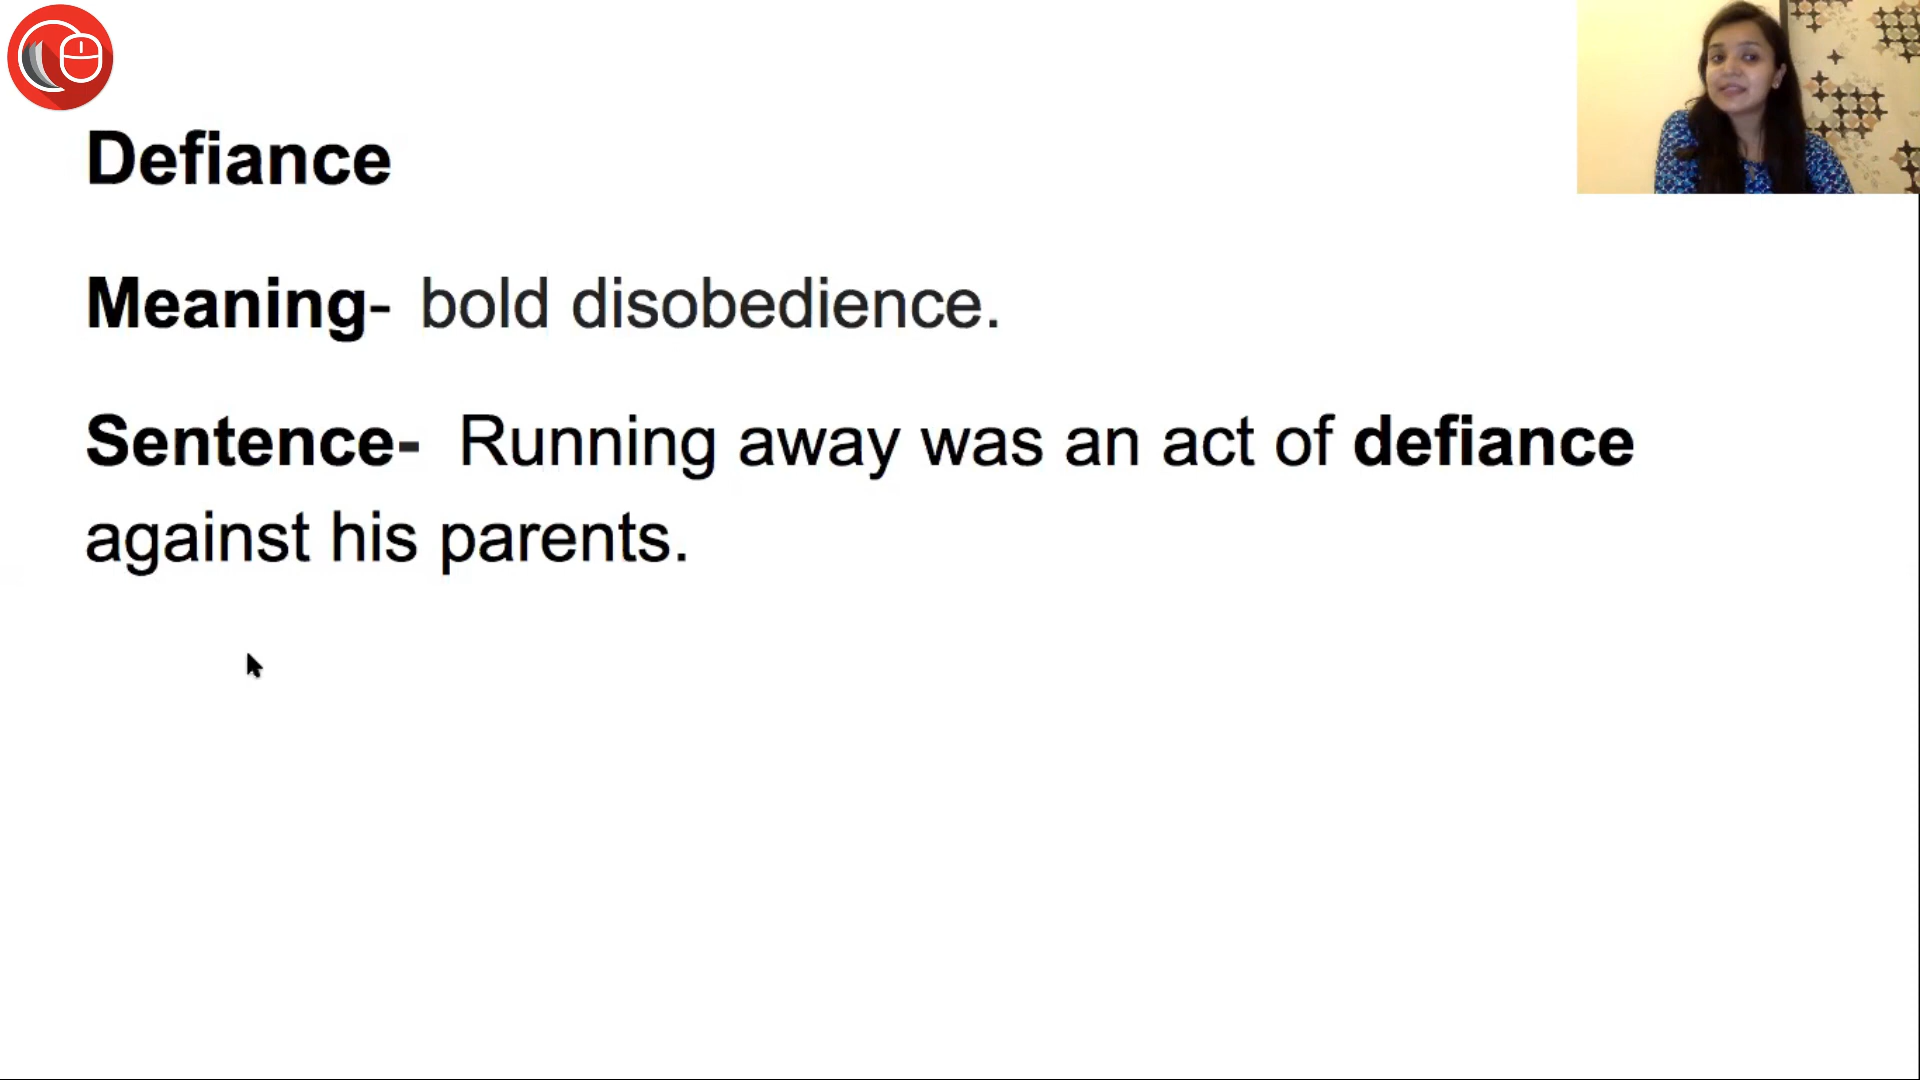 Defiance
Meaning- bold disobedience.
Sentence- Running away was an act of defiance
against his parents.